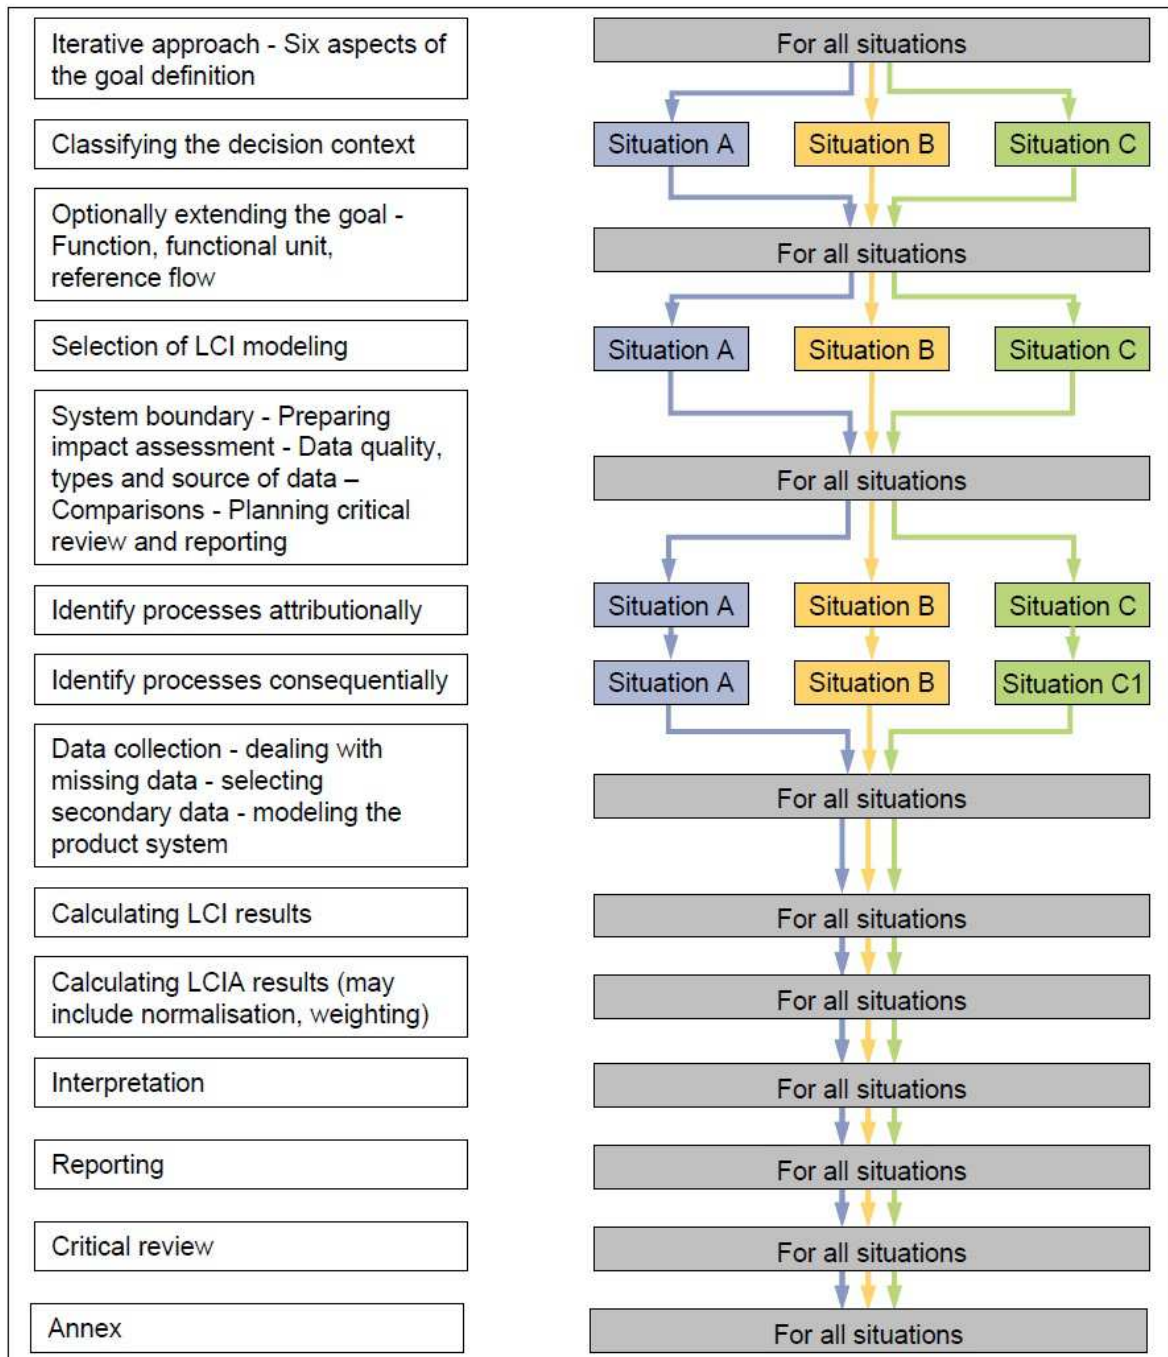 Iterative approach - Six aspects of
the goal definition
For all situations
Classifying the decision context
Situation A
Situation B
Situation C
Optionally extending the goal -
Function, functional unit,
reference flow
For all situations
Selection of LCI modeling
Situation A
Situation B
Situation C
System boundary - Preparing
impact assessment - Data quality,
types and source of data –
Comparisons - Planning critical
review and reporting
For all situations
Identify processes attributionally
Situation A
Situation B
Situation C
Identify processes consequentially
Situation A
Situation B
Situation C1
Data collection - dealing with
missing data - selecting
secondary data - modeling the
product system
For all situations
Calculating LCI results
For all situations
Calculating LCIA results (may
include normalisation, weighting)
For all situations
Interpretation
For all situations
Reporting
For all situations
Critical review
For all situations
Annex
For all situations